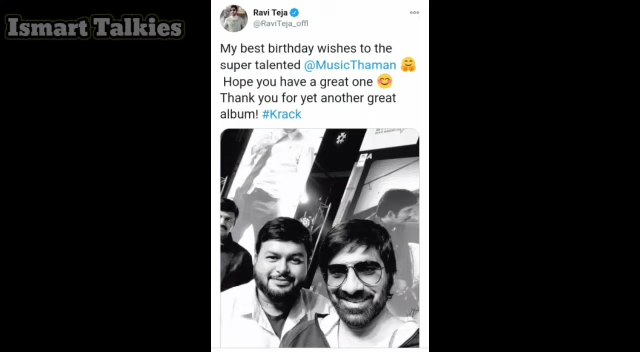 Ismart Talkies
Ravi Teja
@RaviTeja_offl
My best birthday wishes to the
super talented @MusicThaman 🤗
Hope you have a great one 😊
Thank you for yet another great
album! #Krack